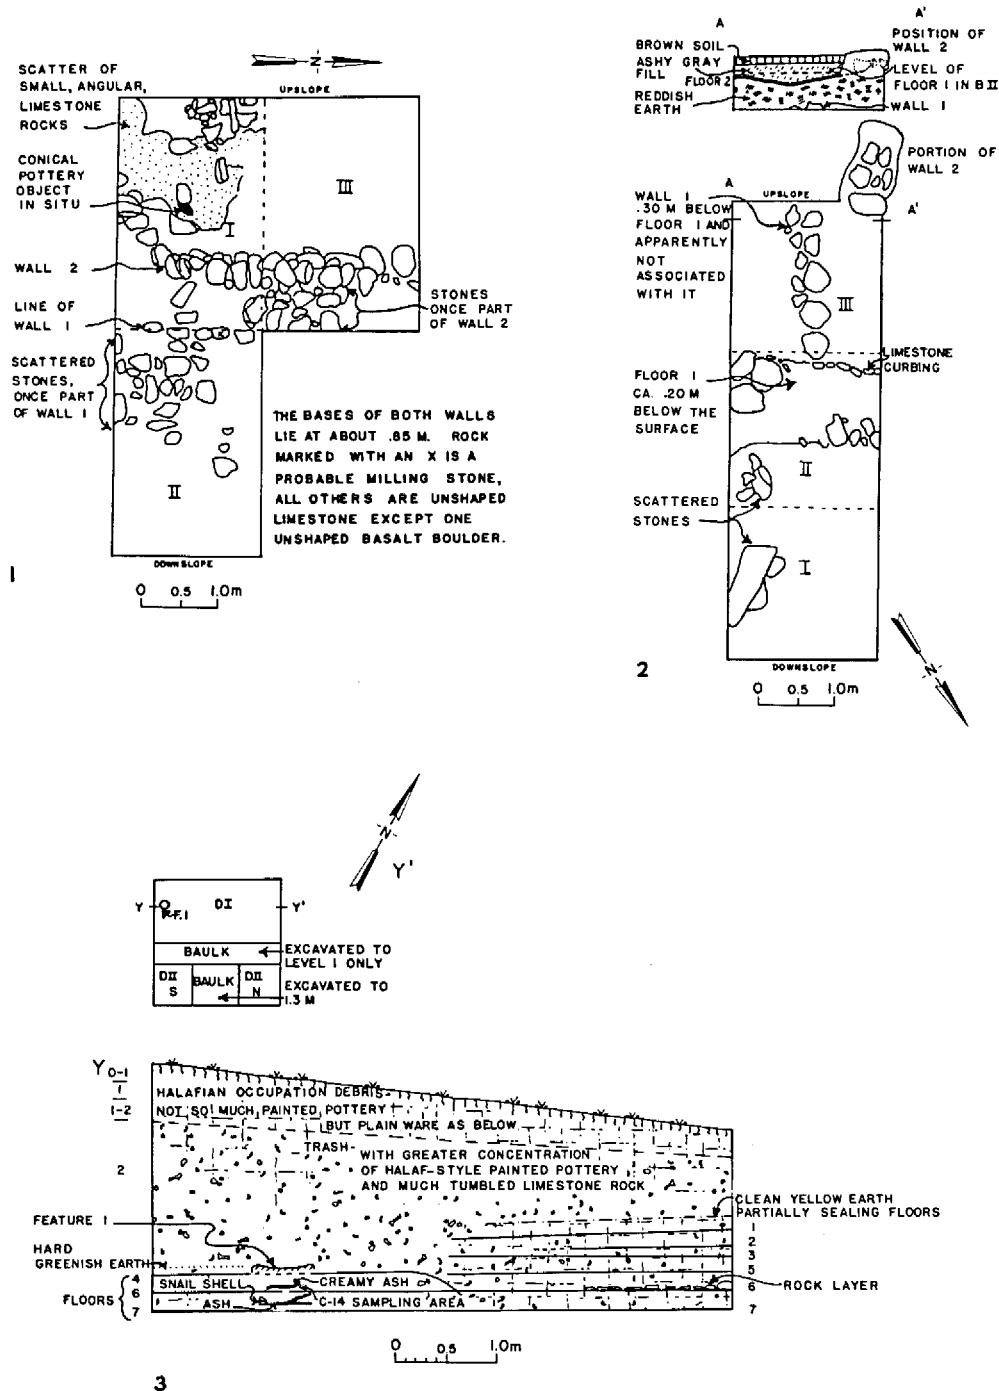 N
UPSLOPE
SCATTER OF
SMALL, ANGULAR,
LIMESTONE
ROCKS
CONICAL
POTTERY
OBJECT
IN SITU
I
III
WALL 2
LINE OF
WALL 1
STONES
ONCE PART
OF WALL 2
SCATTERED
STONES,
ONCE PART
OF WALL 1
II
THE BASES OF BOTH WALLS
LIE AT ABOUT .85 M. ROCK
MARKED WITH AN X IS A
PROBABLE MILLING STONE,
ALL OTHERS ARE UNSHAPED
LIMESTONE EXCEPT ONE
UNSHAPED BASALT BOULDER.
DOWNSLOPE
0 0.5 1.0m
1
A A'
BROWN SOIL
ASHY GRAY
FILL
FLOOR 2
REDDISH
EARTH
POSITION OF
WALL 2
LEVEL OF
FLOOR 1 IN B II
WALL 1
PORTION OF
WALL 2
A
UPSLOPE
A'
WALL 1
.30 M BELOW
FLOOR 1 AND
APPARENTLY
NOT
ASSOCIATED
WITH IT
III
LIMESTONE
CURBING
FLOOR 1
CA. .20 M
BELOW THE
SURFACE
II
SCATTERED
STONES
I
DOWNSLOPE
0 0.5 1.0m
N
2
N
Y'
Y F.1 DI Y'
BAULK
EXCAVATED TO
LEVEL 1 ONLY
DII
S
BAULK
DII
N
EXCAVATED TO
1.3 M
Y
0-1
1
1-2
2
HALAFIAN OCCUPATION DEBRIS-
NOT SO MUCH PAINTED POTTERY
BUT PLAIN WARE AS BELOW
TRASH-
WITH GREATER CONCENTRATION
OF HALAF-STYLE PAINTED POTTERY
AND MUCH TUMBLED LIMESTONE ROCK
CLEAN YELLOW EARTH
PARTIALLY SEALING FLOORS
1
2
3
5
6
7
ROCK LAYER
FEATURE 1
HARD
GREENISH EARTH
FLOORS
4
6
7
SNAIL SHELL
CREAMY ASH
ASH
C-14 SAMPLING AREA
0 0.5 1.0m
3